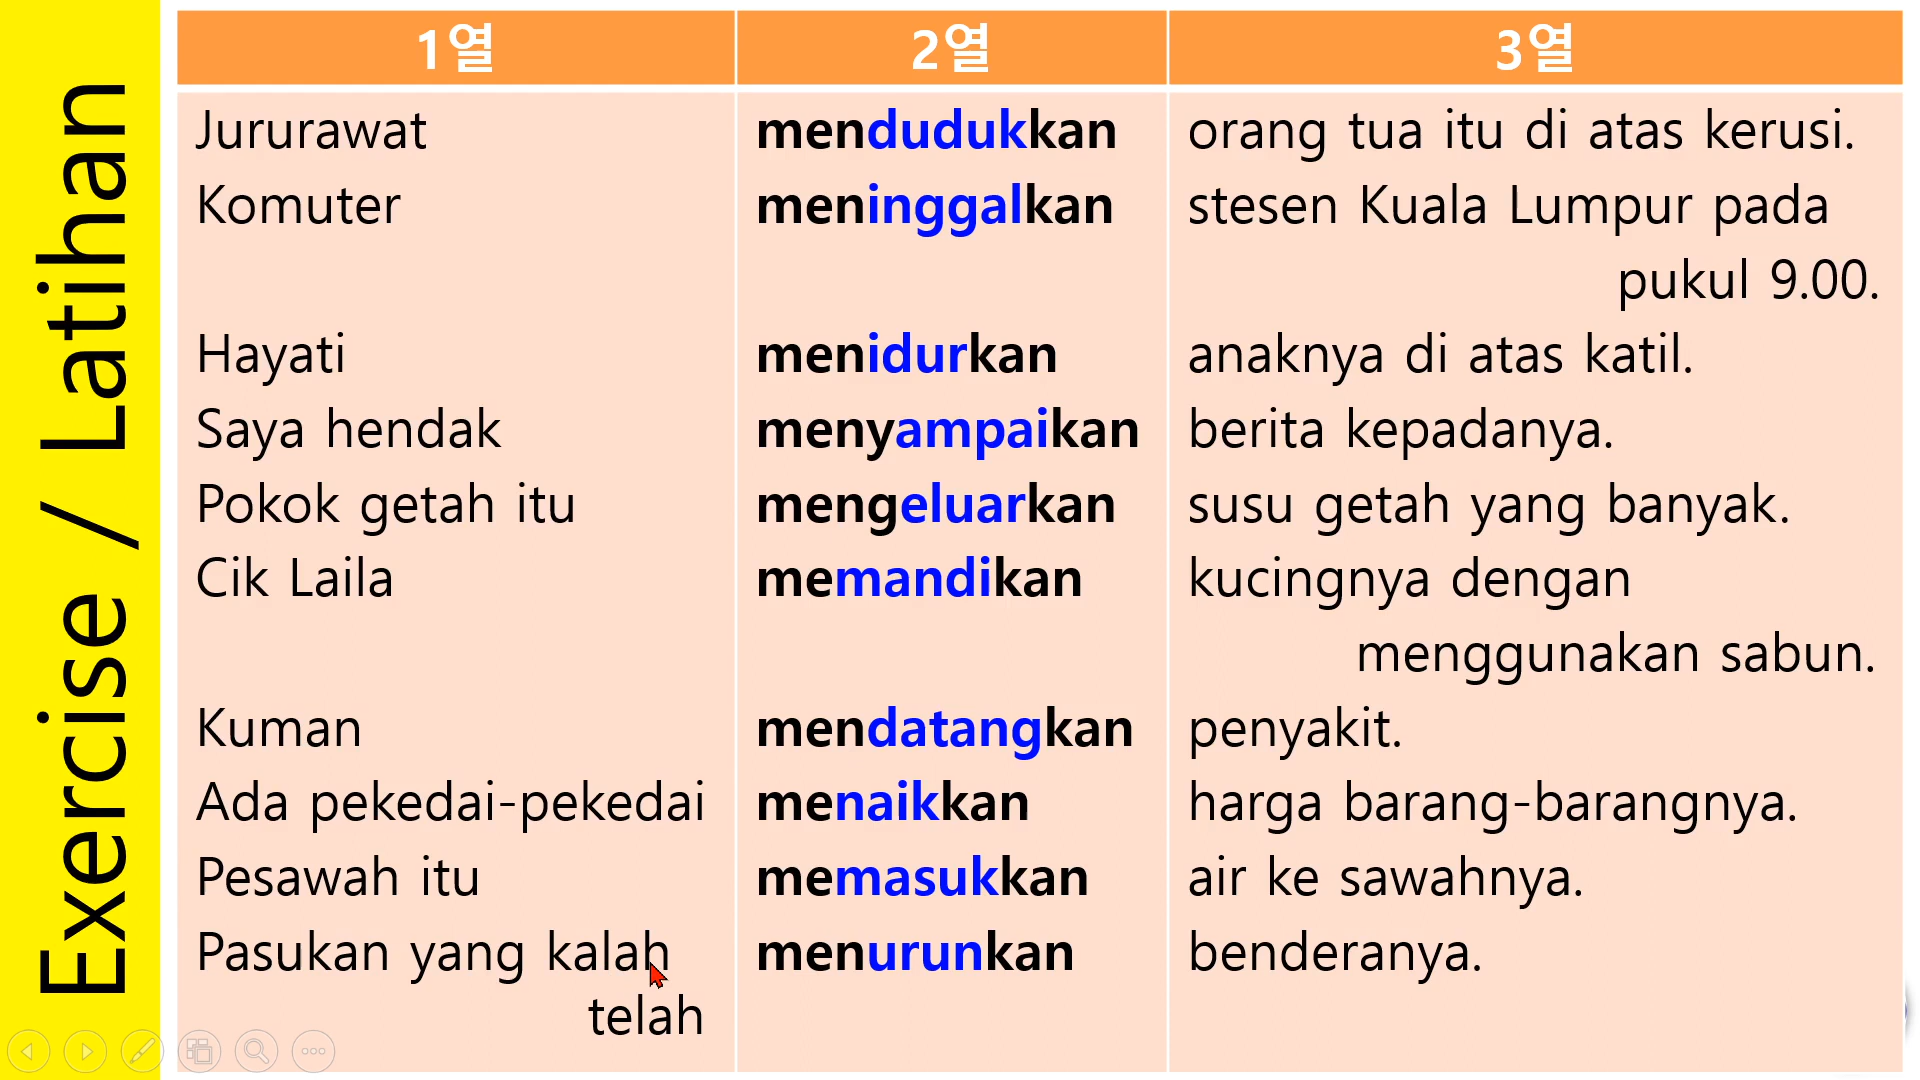 Exercise / Latihan
1열 2열 3열
Jururawat mendudukkan orang tua itu di atas kerusi.
Komuter meninggalkan stesen Kuala Lumpur pada
pukul 9.00.
Hayati menidurkan anaknya di atas katil.
Saya hendak menyampaikan berita kepadanya.
Pokok getah itu mengeluarkan susu getah yang banyak.
Cik Laila memandikan kucingnya dengan
menggunakan sabun.
Kuman mendatangkan penyakit.
Ada pekedai-pekedai menaikkan harga barang-barangnya.
Pesawah itu memasukkan air ke sawahnya.
Pasukan yang kalah menurunkan benderanya.
telah